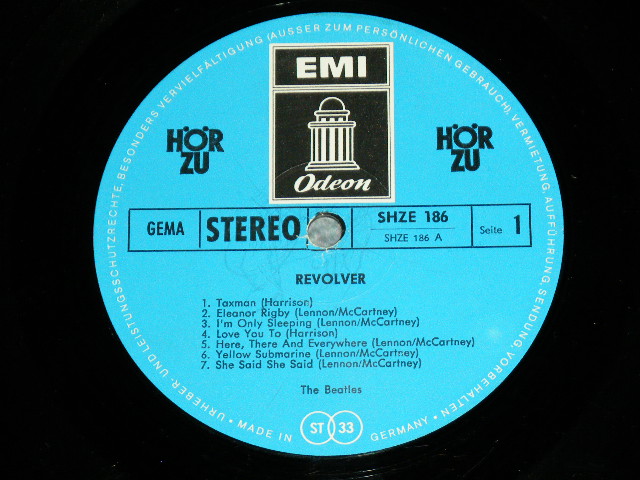 URHEBER- UND LEISTUNGSSCHUTZRECHTE, BESONDERS VERVIELFÄLTIGUNG (AUSSER ZUM PERSÖNLICHEN GEBRAUCH), VERMIETUNG, AUFFÜHRUNG, SENDUNG, VORBEHALTEN
EMI
Odeon
HÖR ZU
HÖR ZU
GEMA
STEREO
SHZE 186
SHZE 186 A
Seite 1
REVOLVER
1. Taxman (Harrison)
2. Eleanor Rigby (Lennon/McCartney)
3. I'm Only Sleeping (Lennon/McCartney)
4. Love You To (Harrison)
5. Here, There And Everywhere (Lennon/McCartney)
6. Yellow Submarine (Lennon/McCartney)
7. She Said She Said (Lennon/McCartney)
The Beatles
• MADE IN GERMANY •
ST 33